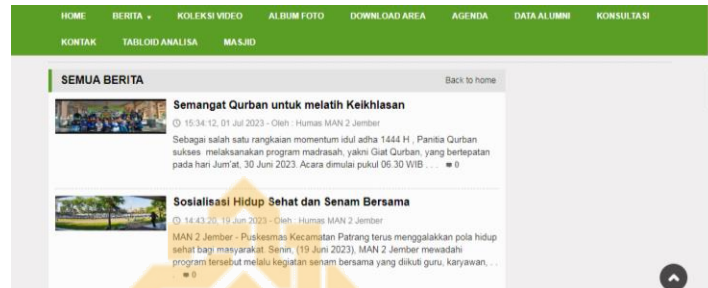 HOME BERITA KOLEKSI VIDEO ALBUM FOTO DOWNLOAD AREA AGENDA DATA ALUMNI KONSULTASI
KONTAK TABLOID ANALISA MASJID
SEMUA BERITA Back to home
Semangat Qurban untuk melatih Keikhlasan
15:34:12, 01 Jul 2023 - Oleh : Humas MAN 2 Jember
Sebagai salah satu rangkaian momentum idul adha 1444 H , Panitia Qurban
sukses melaksanakan program madrasah, yakni Giat Qurban, yang bertepatan
pada hari Jum'at, 30 Juni 2023. Acara dimulai pukul 06.30 WIB . . . 0
Sosialisasi Hidup Sehat dan Senam Bersama
14:43:20, 19 Jun 2023 - Oleh : Humas MAN 2 Jember
MAN 2 Jember - Puskesmas Kecamatan Patrang terus menggalakkan pola hidup
sehat bagi masyarakat. Senin, (19 Juni 2023), MAN 2 Jember mewadahi
program tersebut melalu kegiatan senam bersama yang diikuti guru, karyawan, . .
. 0